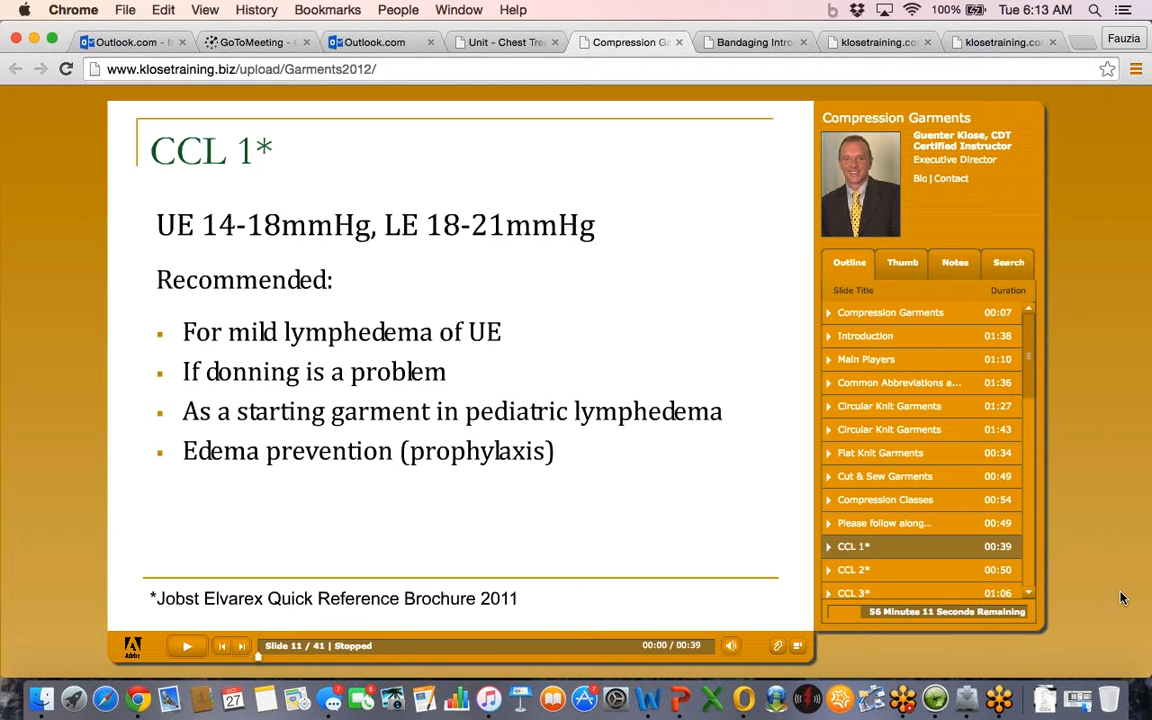 Chrome File Edit View History Bookmarks People Window Help 100% Tue 6:13 AM
Outlook.com - f GoToMeeting - C Outlook.com Unit - Chest Tre Compression Ga Bandaging Intro klosetraining.co klosetraining.co Fauzia
www.klosetraining.biz/upload/Garments2012/
CCL 1*
UE 14-18mmHg, LE 18-21mmHg
Recommended:
▪ For mild lymphedema of UE
▪ If donning is a problem
▪ As a starting garment in pediatric lymphedema
▪ Edema prevention (prophylaxis)
*Jobst Elvarex Quick Reference Brochure 2011
Adobe
Slide 11 / 41 | Stopped 00:00 / 00:39
Compression Garments
Guenter Klose, CDT
Certified Instructor
Executive Director
Bio | Contact
Outline Thumb Notes Search
Slide Title Duration
Compression Garments 00:07
Introduction 01:38
Main Players 01:10
Common Abbreviations a... 01:36
Circular Knit Garments 01:27
Circular Knit Garments 01:43
Flat Knit Garments 00:34
Cut & Sew Garments 00:49
Compression Classes 00:54
Please follow along... 00:49
CCL 1* 00:39
CCL 2* 00:50
CCL 3* 01:06
56 Minutes 11 Seconds Remaining
OCT
27